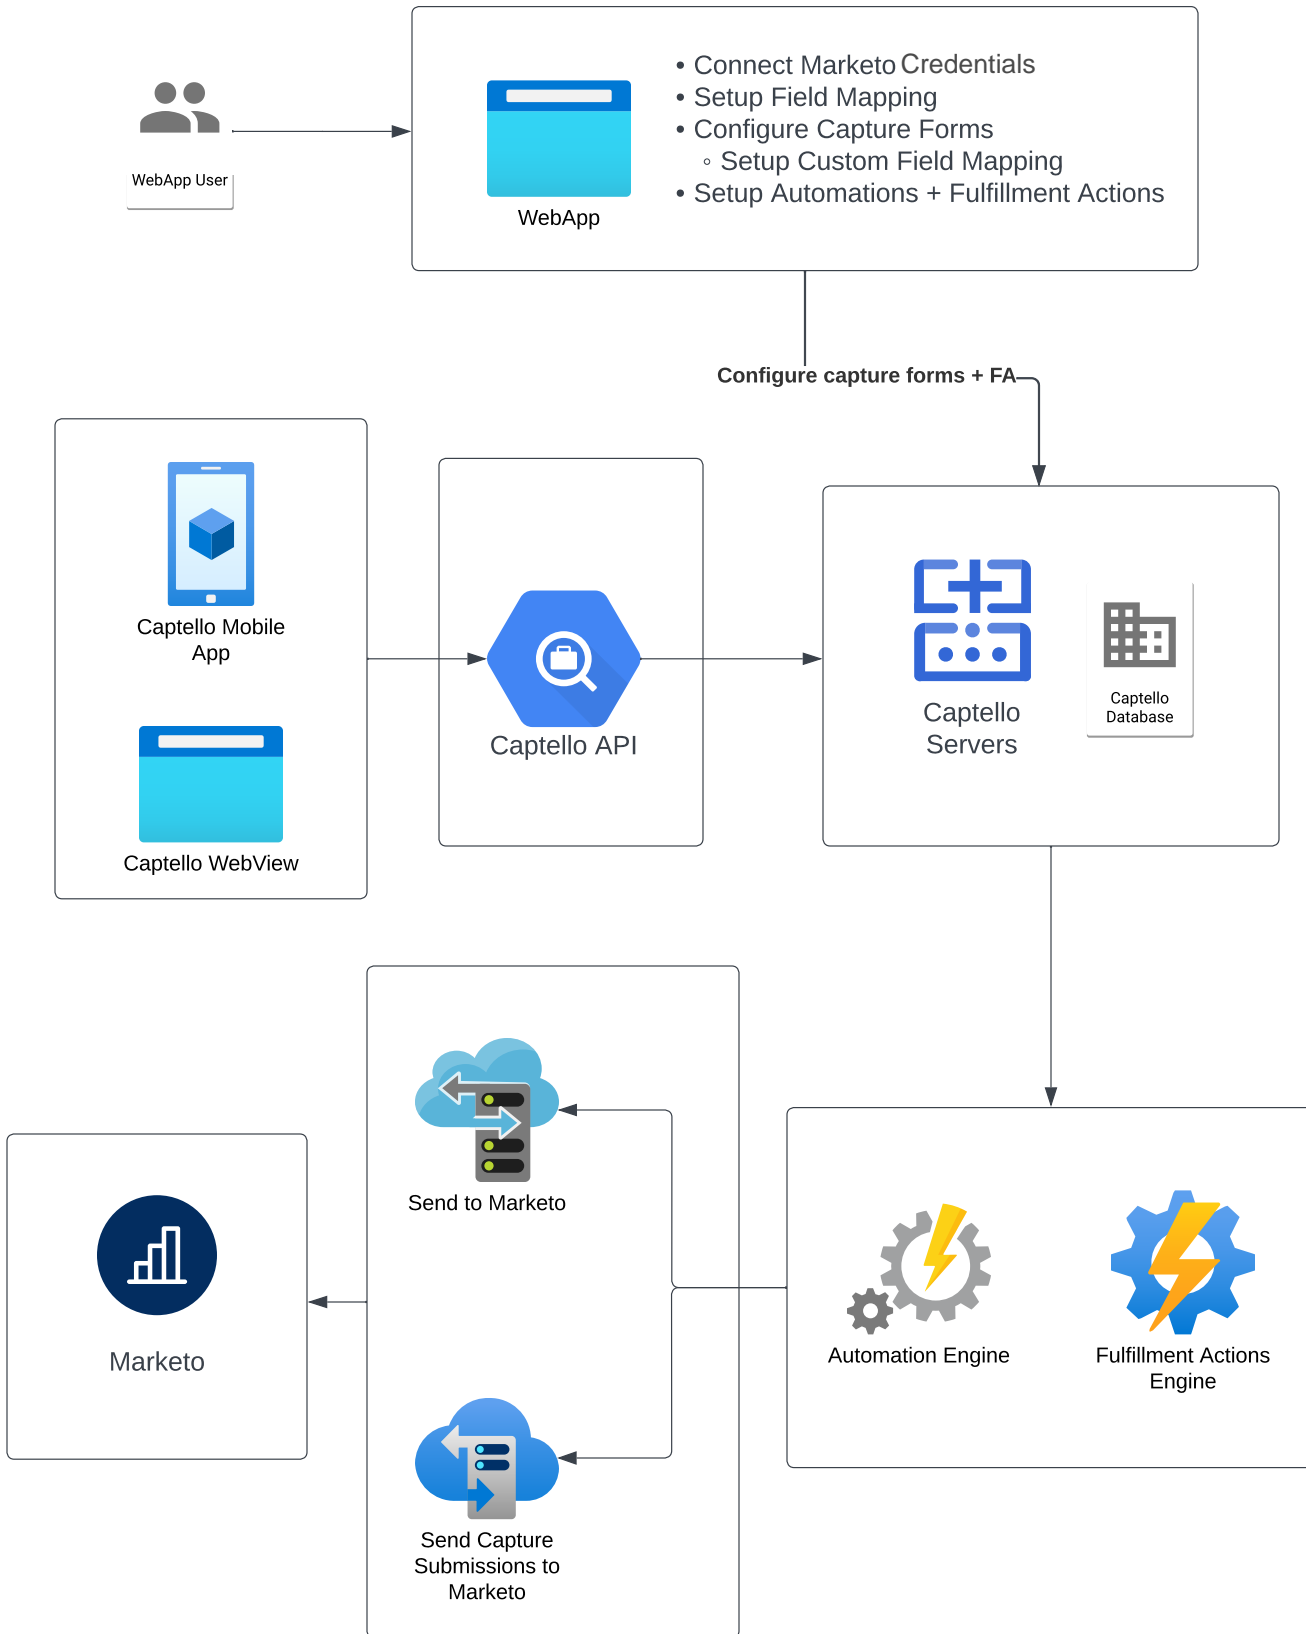 • Connect Marketo Credentials
• Setup Field Mapping
• Configure Capture Forms
◦ Setup Custom Field Mapping
• Setup Automations + Fulfillment Actions
WebApp User
WebApp
Configure capture forms + FA
Captello Mobile
App
Captello WebView
Captello API
Captello
Servers
Captello
Database
Send to Marketo
Marketo
Automation Engine
Fulfillment Actions
Engine
Send Capture
Submissions to
Marketo